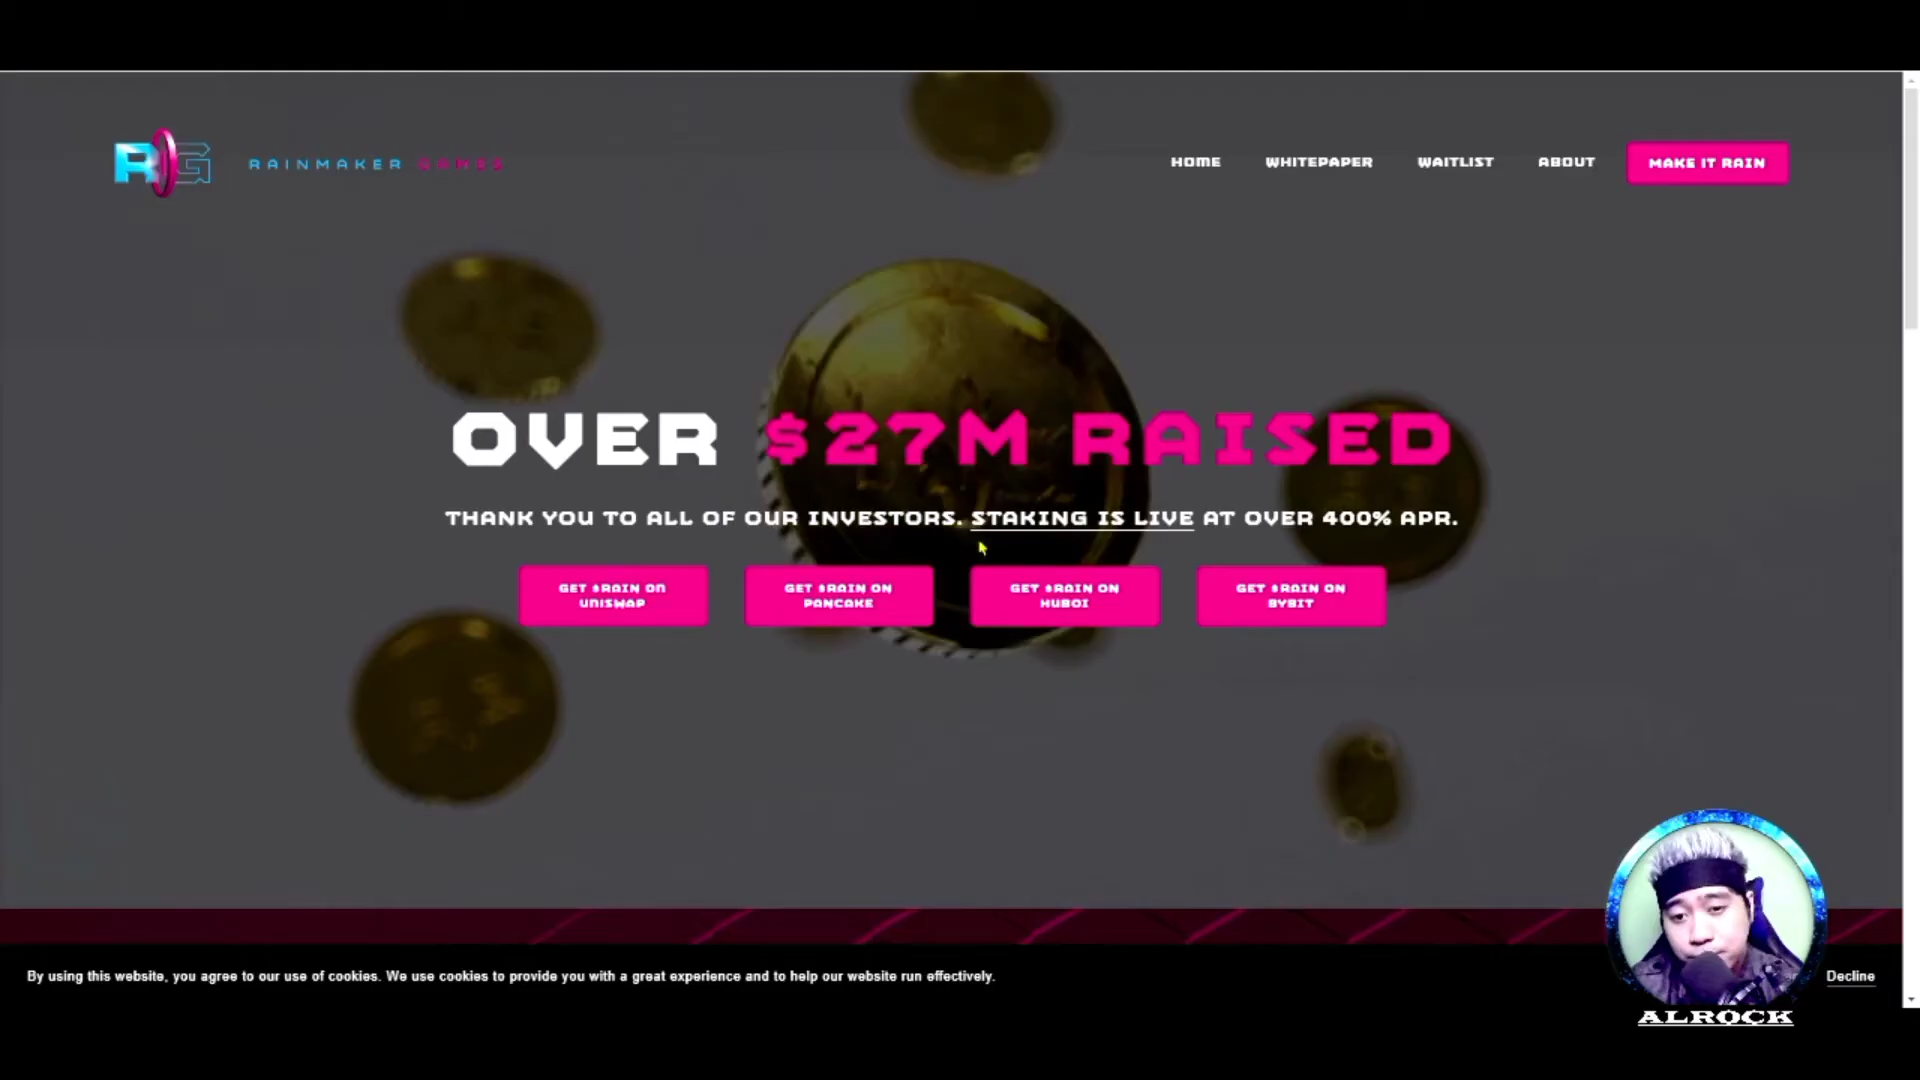 RIG
RAINMAKER GAMES
HOME WHITEPAPER WAITLIST ABOUT MAKE IT RAIN
OVER $27M RAISED
THANK YOU TO ALL OF OUR INVESTORS. STAKING IS LIVE AT OVER 400% APR.
GET $RAIN ON
UNISWAP
GET $RAIN ON
PANCAKE
GET $RAIN ON
HUBOI
GET $RAIN ON
BYBIT
By using this website, you agree to our use of cookies. We use cookies to provide you with a great experience and to help our website run effectively.
Decline
ALROCK